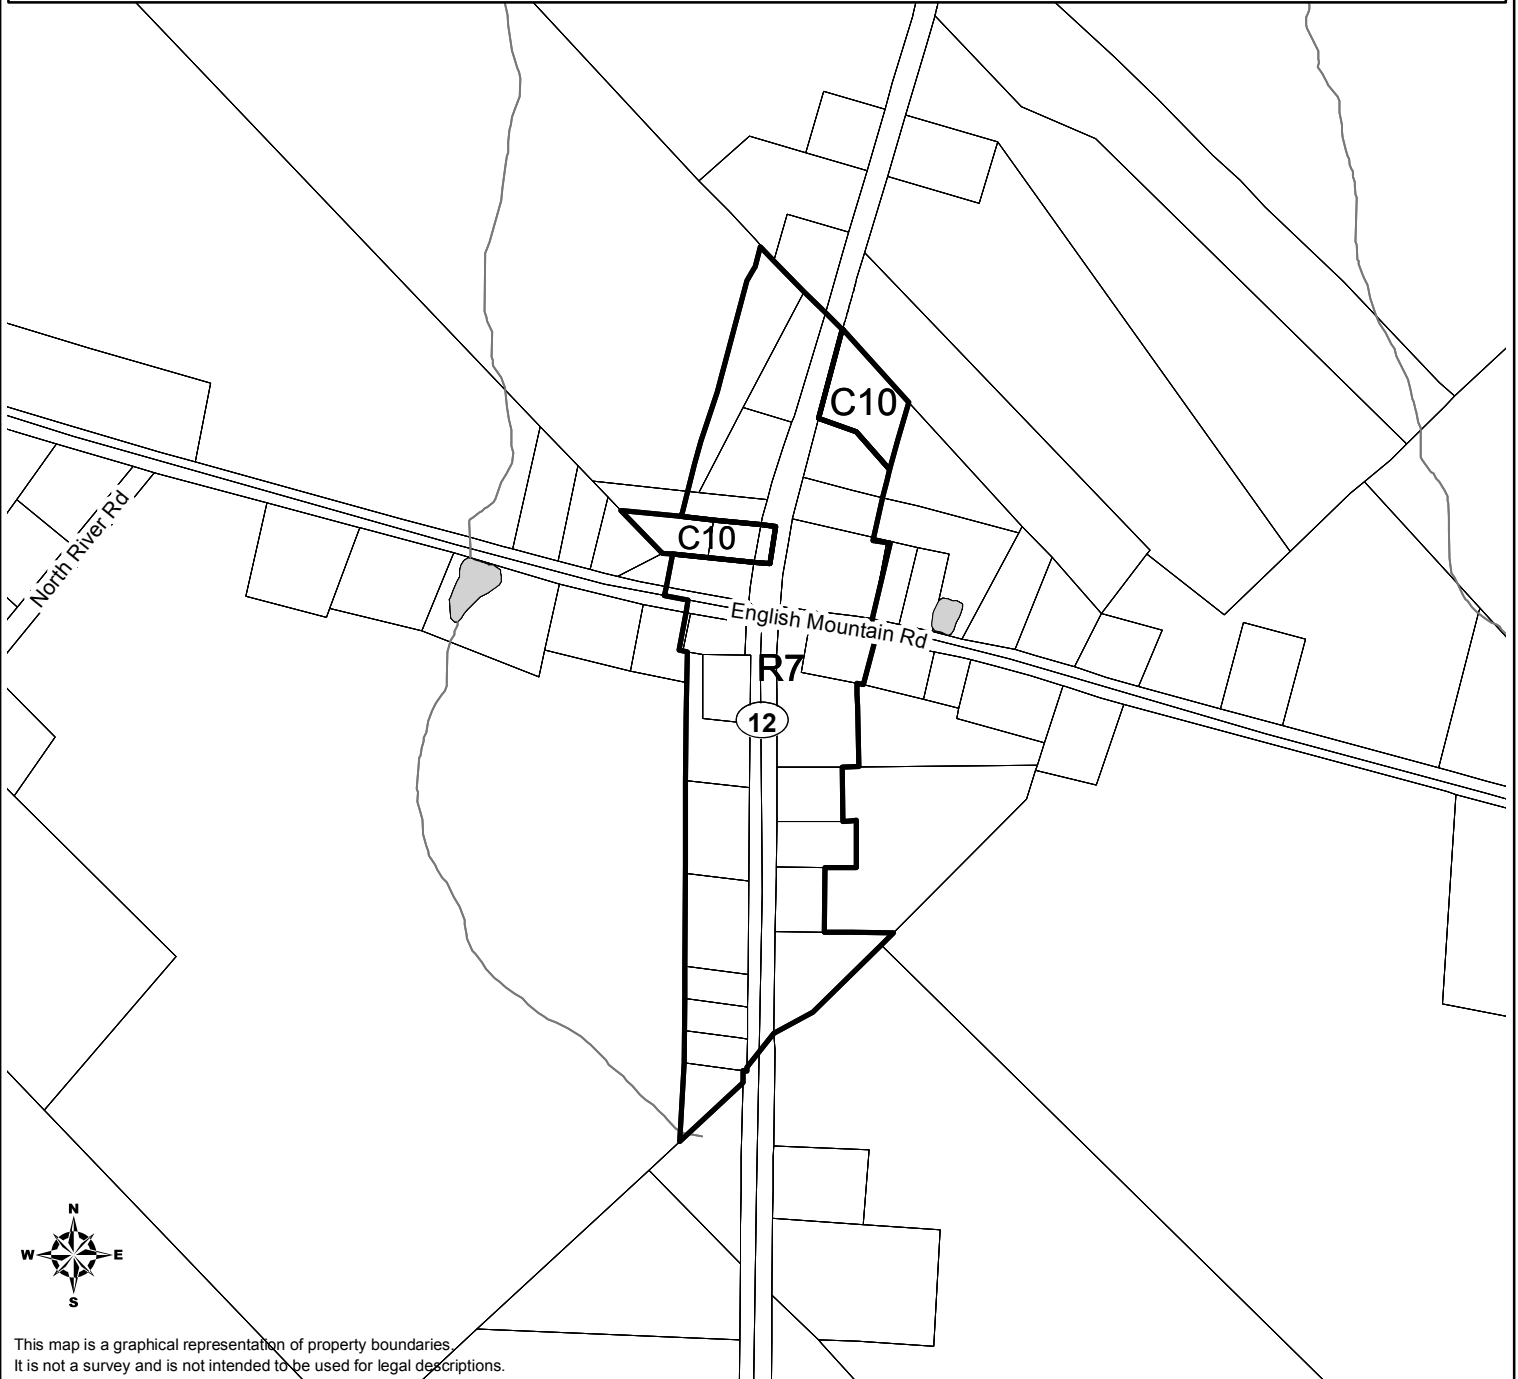 C10
C10
North River Rd
English Mountain Rd
R7
12
N
W E
S
This map is a graphical representation of property boundaries.
It is not a survey and is not intended to be used for legal descriptions.